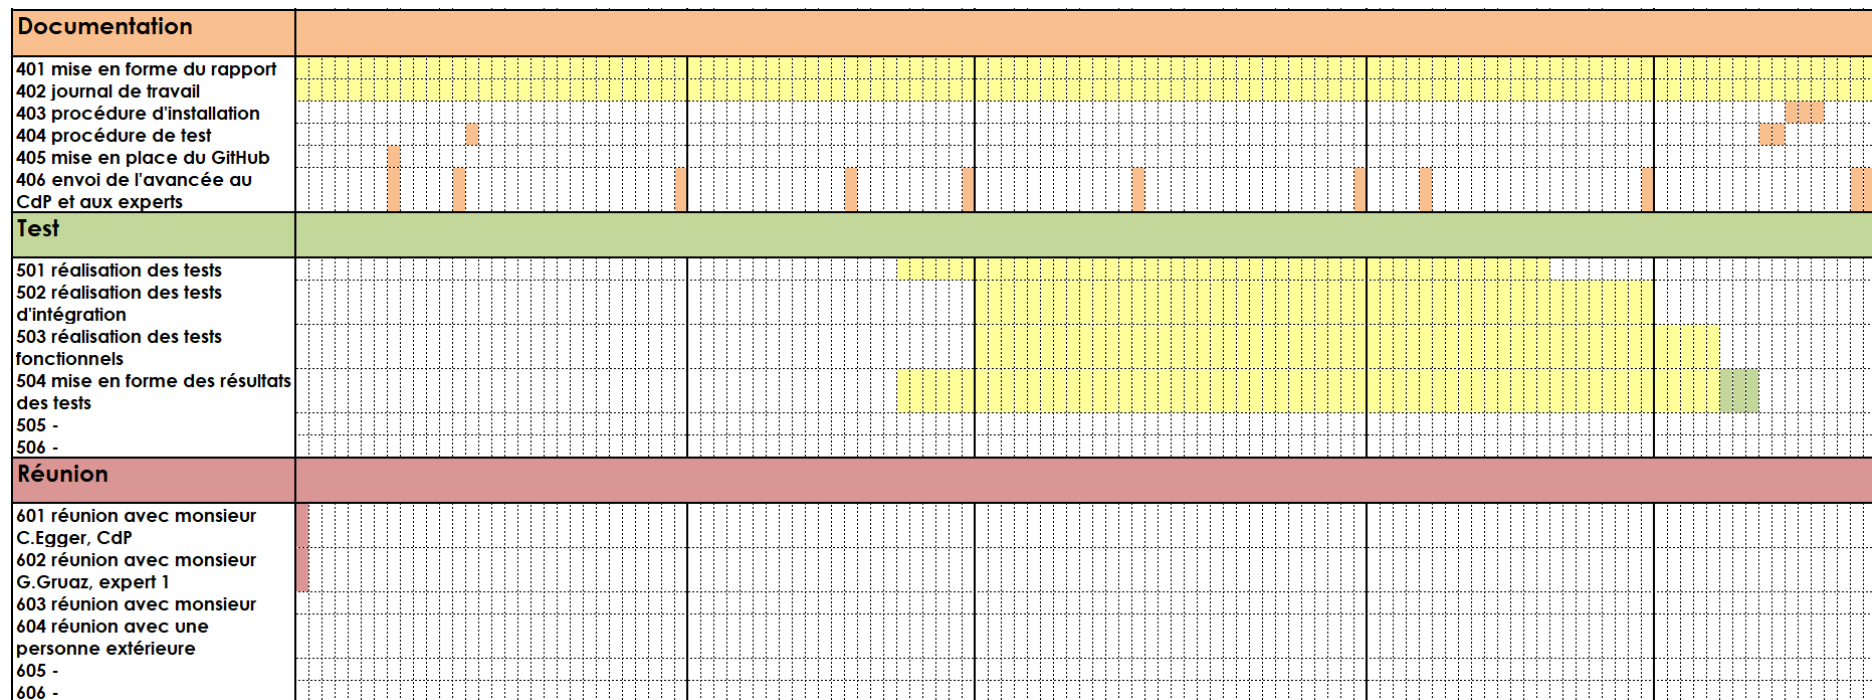 Documentation
401 mise en forme du rapport
402 journal de travail
403 procédure d'installation
404 procédure de test
405 mise en place du GitHub
406 envoi de l'avancée au
CdP et aux experts
Test
501 réalisation des tests
502 réalisation des tests
d'intégration
503 réalisation des tests
fonctionnels
504 mise en forme des résultats
des tests
505 -
506 -
Réunion
601 réunion avec monsieur
C.Egger, CdP
602 réunion avec monsieur
G.Gruaz, expert 1
603 réunion avec monsieur
604 réunion avec une
personne extérieure
605 -
606 -